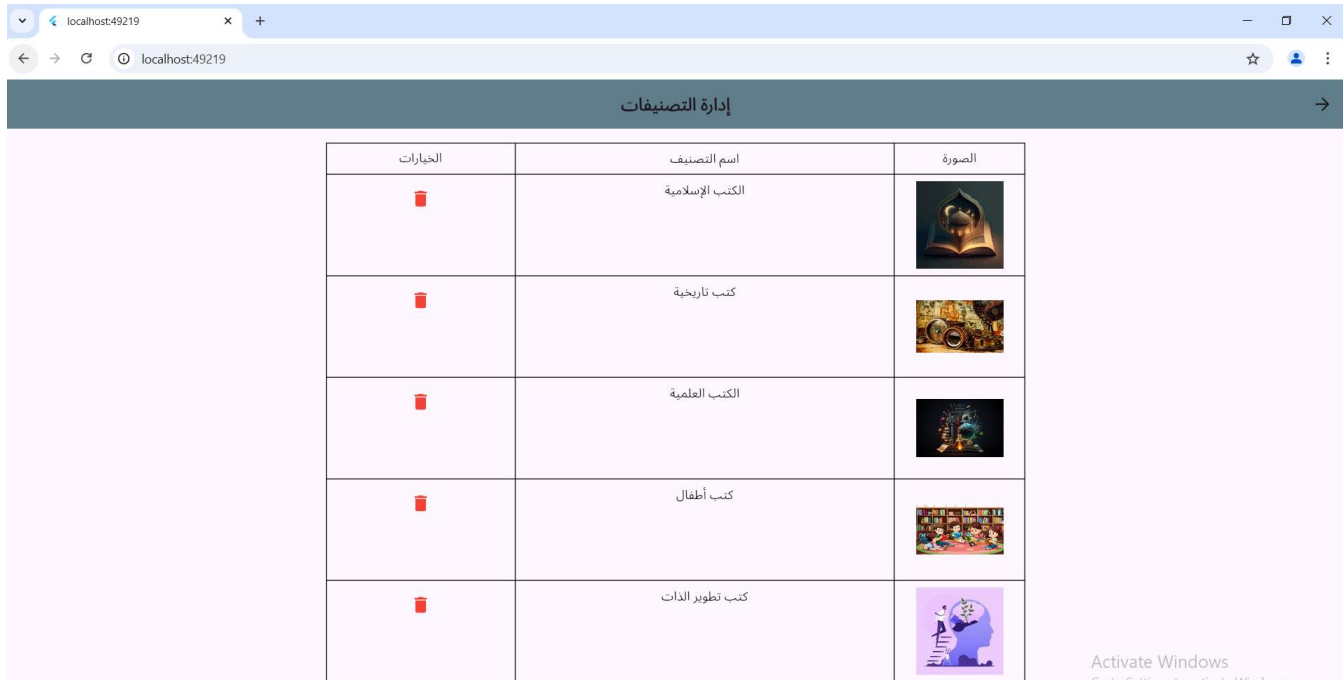 localhost:49219
localhost:49219
إدارة التصنيفات
الصورة اسم التصنيف الخيارات
الكتب الإسلامية
كتب تاريخية
الكتب العلمية
كتب أطفال
كتب تطوير الذات
Activate Windows